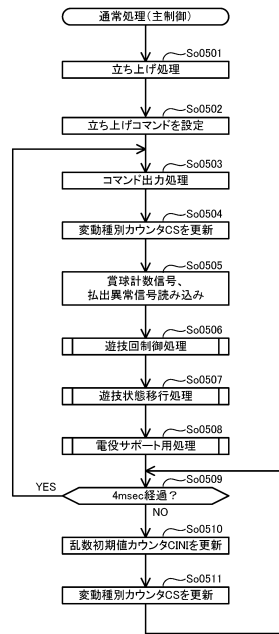 通常処理(主制御)
So0501
立ち上げ処理
So0502
立ち上げコマンドを設定
So0503
コマンド出力処理
So0504
変動種別カウンタCSを更新
So0505
賞球計数信号、
払出異常信号読み込み
So0506
遊技回制御処理
So0507
遊技状態移行処理
So0508
電役サポート用処理
So0509
YES
4msec経過？
NO
So0510
乱数初期値カウンタCINIを更新
So0511
変動種別カウンタCSを更新